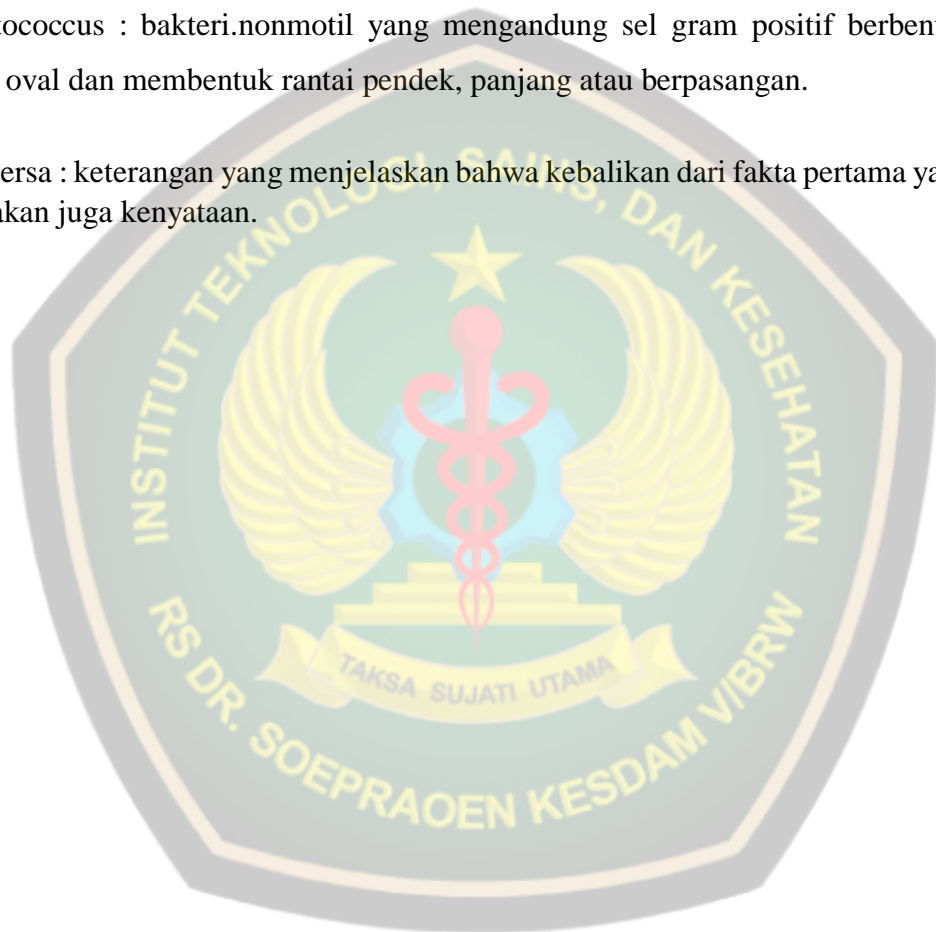 tococcus : bakteri.nonmotil yang mengandung sel gram positif berbent
oval dan membentuk rantai pendek, panjang atau berpasangan.
ersa : keterangan yang menjelaskan bahwa kebalikan dari fakta pertama ya
akan juga kenyataan.
INSTITUT TEKNOLOGI, SAINS, DAN KESEHATAN
TAKSA SUJATI UTAMA
RS DR. SOEPRAOEN KESDAM V/BRW